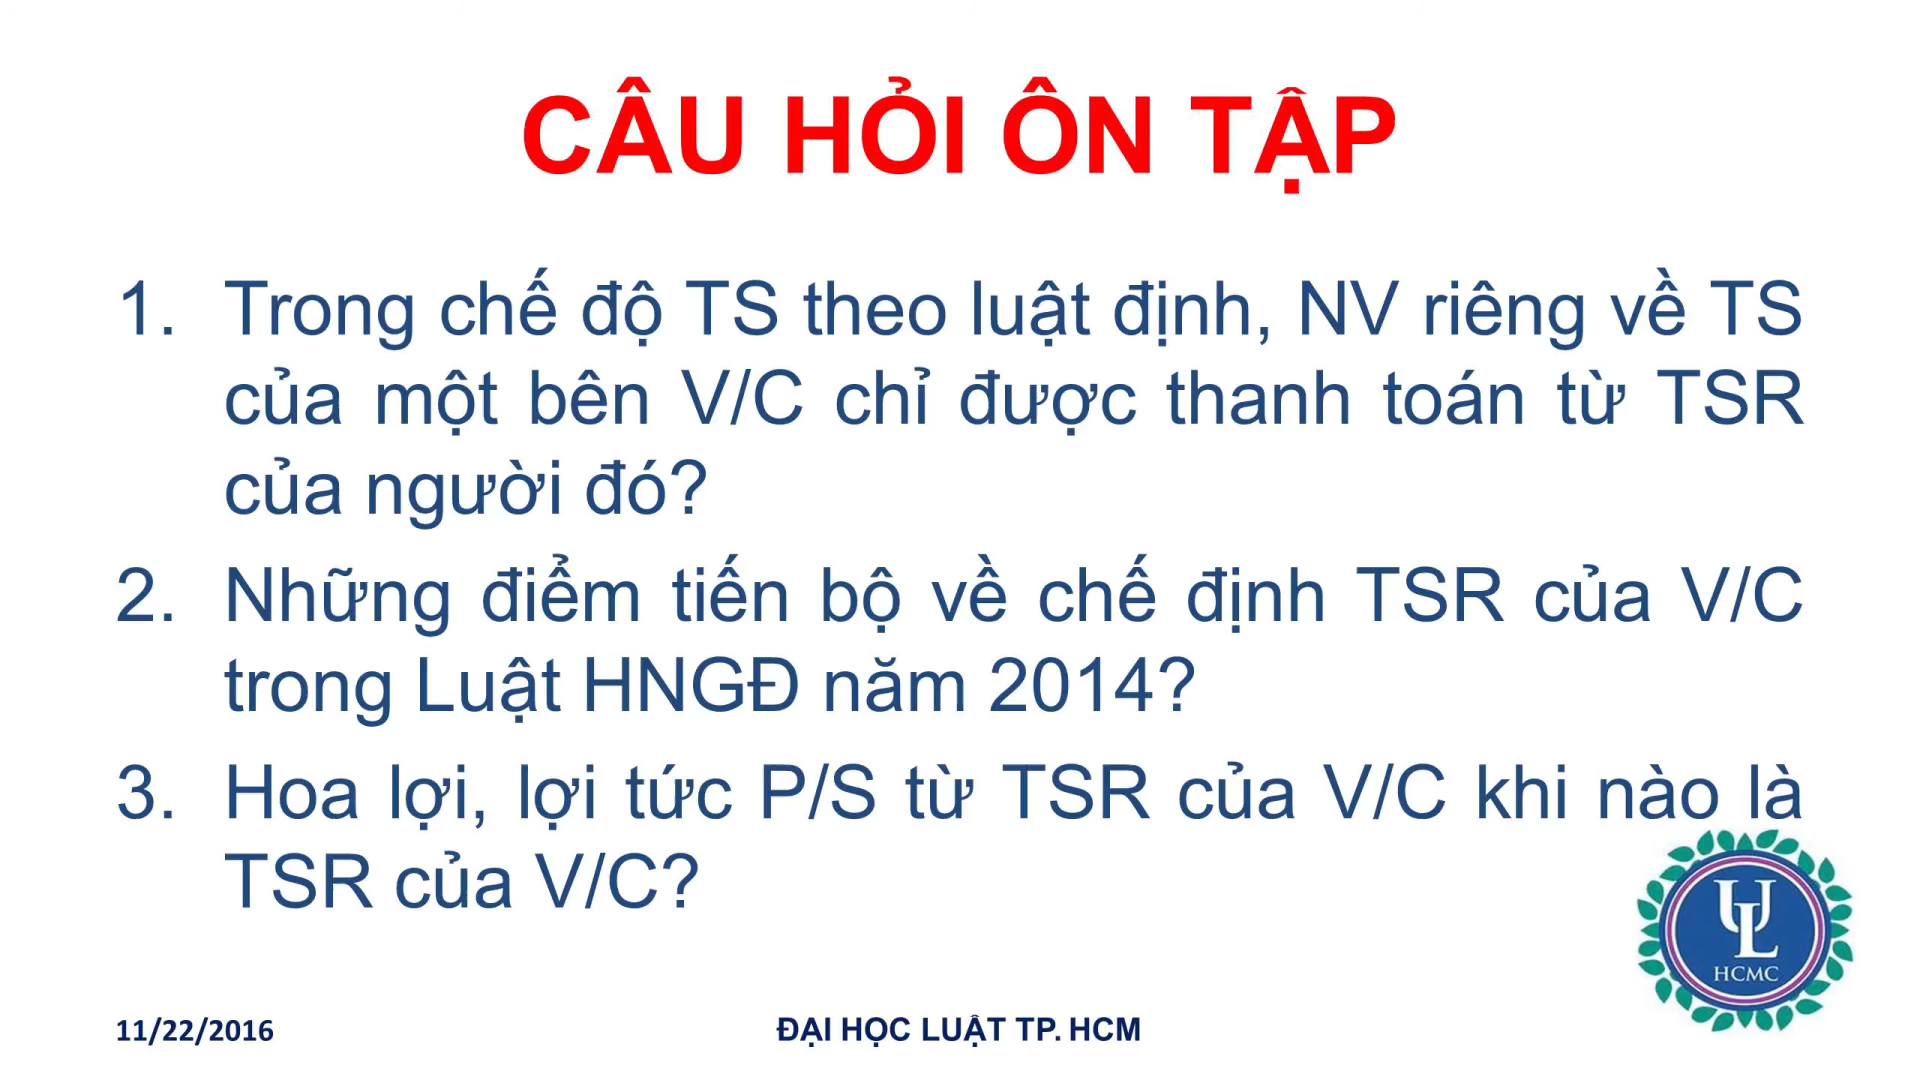 CÂU HỎI ÔN TẬP
1. Trong chế độ TS theo luật định, NV riêng về TS
của một bên V/C chỉ được thanh toán từ TSR
của người đó?
2. Những điểm tiến bộ về chế định TSR của V/C
trong Luật HNGĐ năm 2014?
3. Hoa lợi, lợi tức P/S từ TSR của V/C khi nào là
TSR của V/C?
UL
HCMC
11/22/2016
ĐẠI HỌC LUẬT TP. HCM